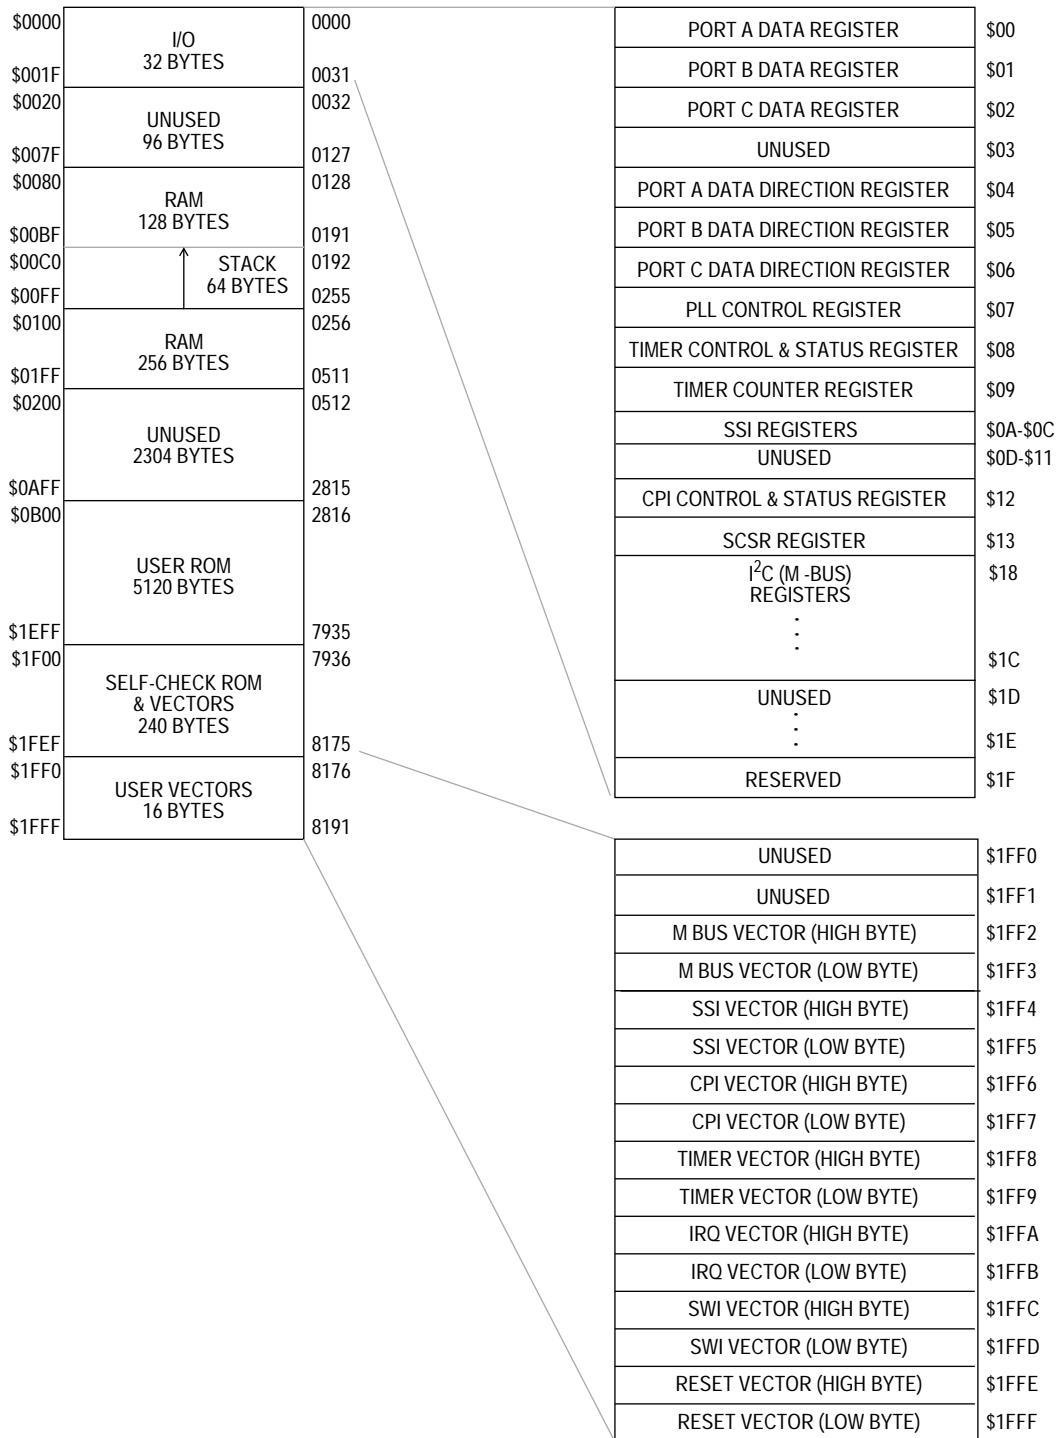 $0000 0000
I/O
32 BYTES
$001F 0031
$0020 0032
UNUSED
96 BYTES
$007F 0127
$0080 0128
RAM
128 BYTES
$00BF 0191
$00C0 STACK 0192
64 BYTES
$00FF 0255
$0100 0256
RAM
256 BYTES
$01FF 0511
$0200 0512
UNUSED
2304 BYTES
$0AFF 2815
$0B00 2816
USER ROM
5120 BYTES
$1EFF 7935
$1F00 7936
SELF-CHECK ROM
& VECTORS
240 BYTES
$1FEF 8175
$1FF0 8176
USER VECTORS
16 BYTES
$1FFF 8191
PORT A DATA REGISTER $00
PORT B DATA REGISTER $01
PORT C DATA REGISTER $02
UNUSED $03
PORT A DATA DIRECTION REGISTER $04
PORT B DATA DIRECTION REGISTER $05
PORT C DATA DIRECTION REGISTER $06
PLL CONTROL REGISTER $07
TIMER CONTROL & STATUS REGISTER $08
TIMER COUNTER REGISTER $09
SSI REGISTERS $0A-$0C
UNUSED $0D-$11
CPI CONTROL & STATUS REGISTER $12
SCSR REGISTER $13
I²C (M -BUS) $18
REGISTERS
$1C
UNUSED $1D
$1E
RESERVED $1F
UNUSED $1FF0
UNUSED $1FF1
M BUS VECTOR (HIGH BYTE) $1FF2
M BUS VECTOR (LOW BYTE) $1FF3
SSI VECTOR (HIGH BYTE) $1FF4
SSI VECTOR (LOW BYTE) $1FF5
CPI VECTOR (HIGH BYTE) $1FF6
CPI VECTOR (LOW BYTE) $1FF7
TIMER VECTOR (HIGH BYTE) $1FF8
TIMER VECTOR (LOW BYTE) $1FF9
IRQ VECTOR (HIGH BYTE) $1FFA
IRQ VECTOR (LOW BYTE) $1FFB
SWI VECTOR (HIGH BYTE) $1FFC
SWI VECTOR (LOW BYTE) $1FFD
RESET VECTOR (HIGH BYTE) $1FFE
RESET VECTOR (LOW BYTE) $1FFF